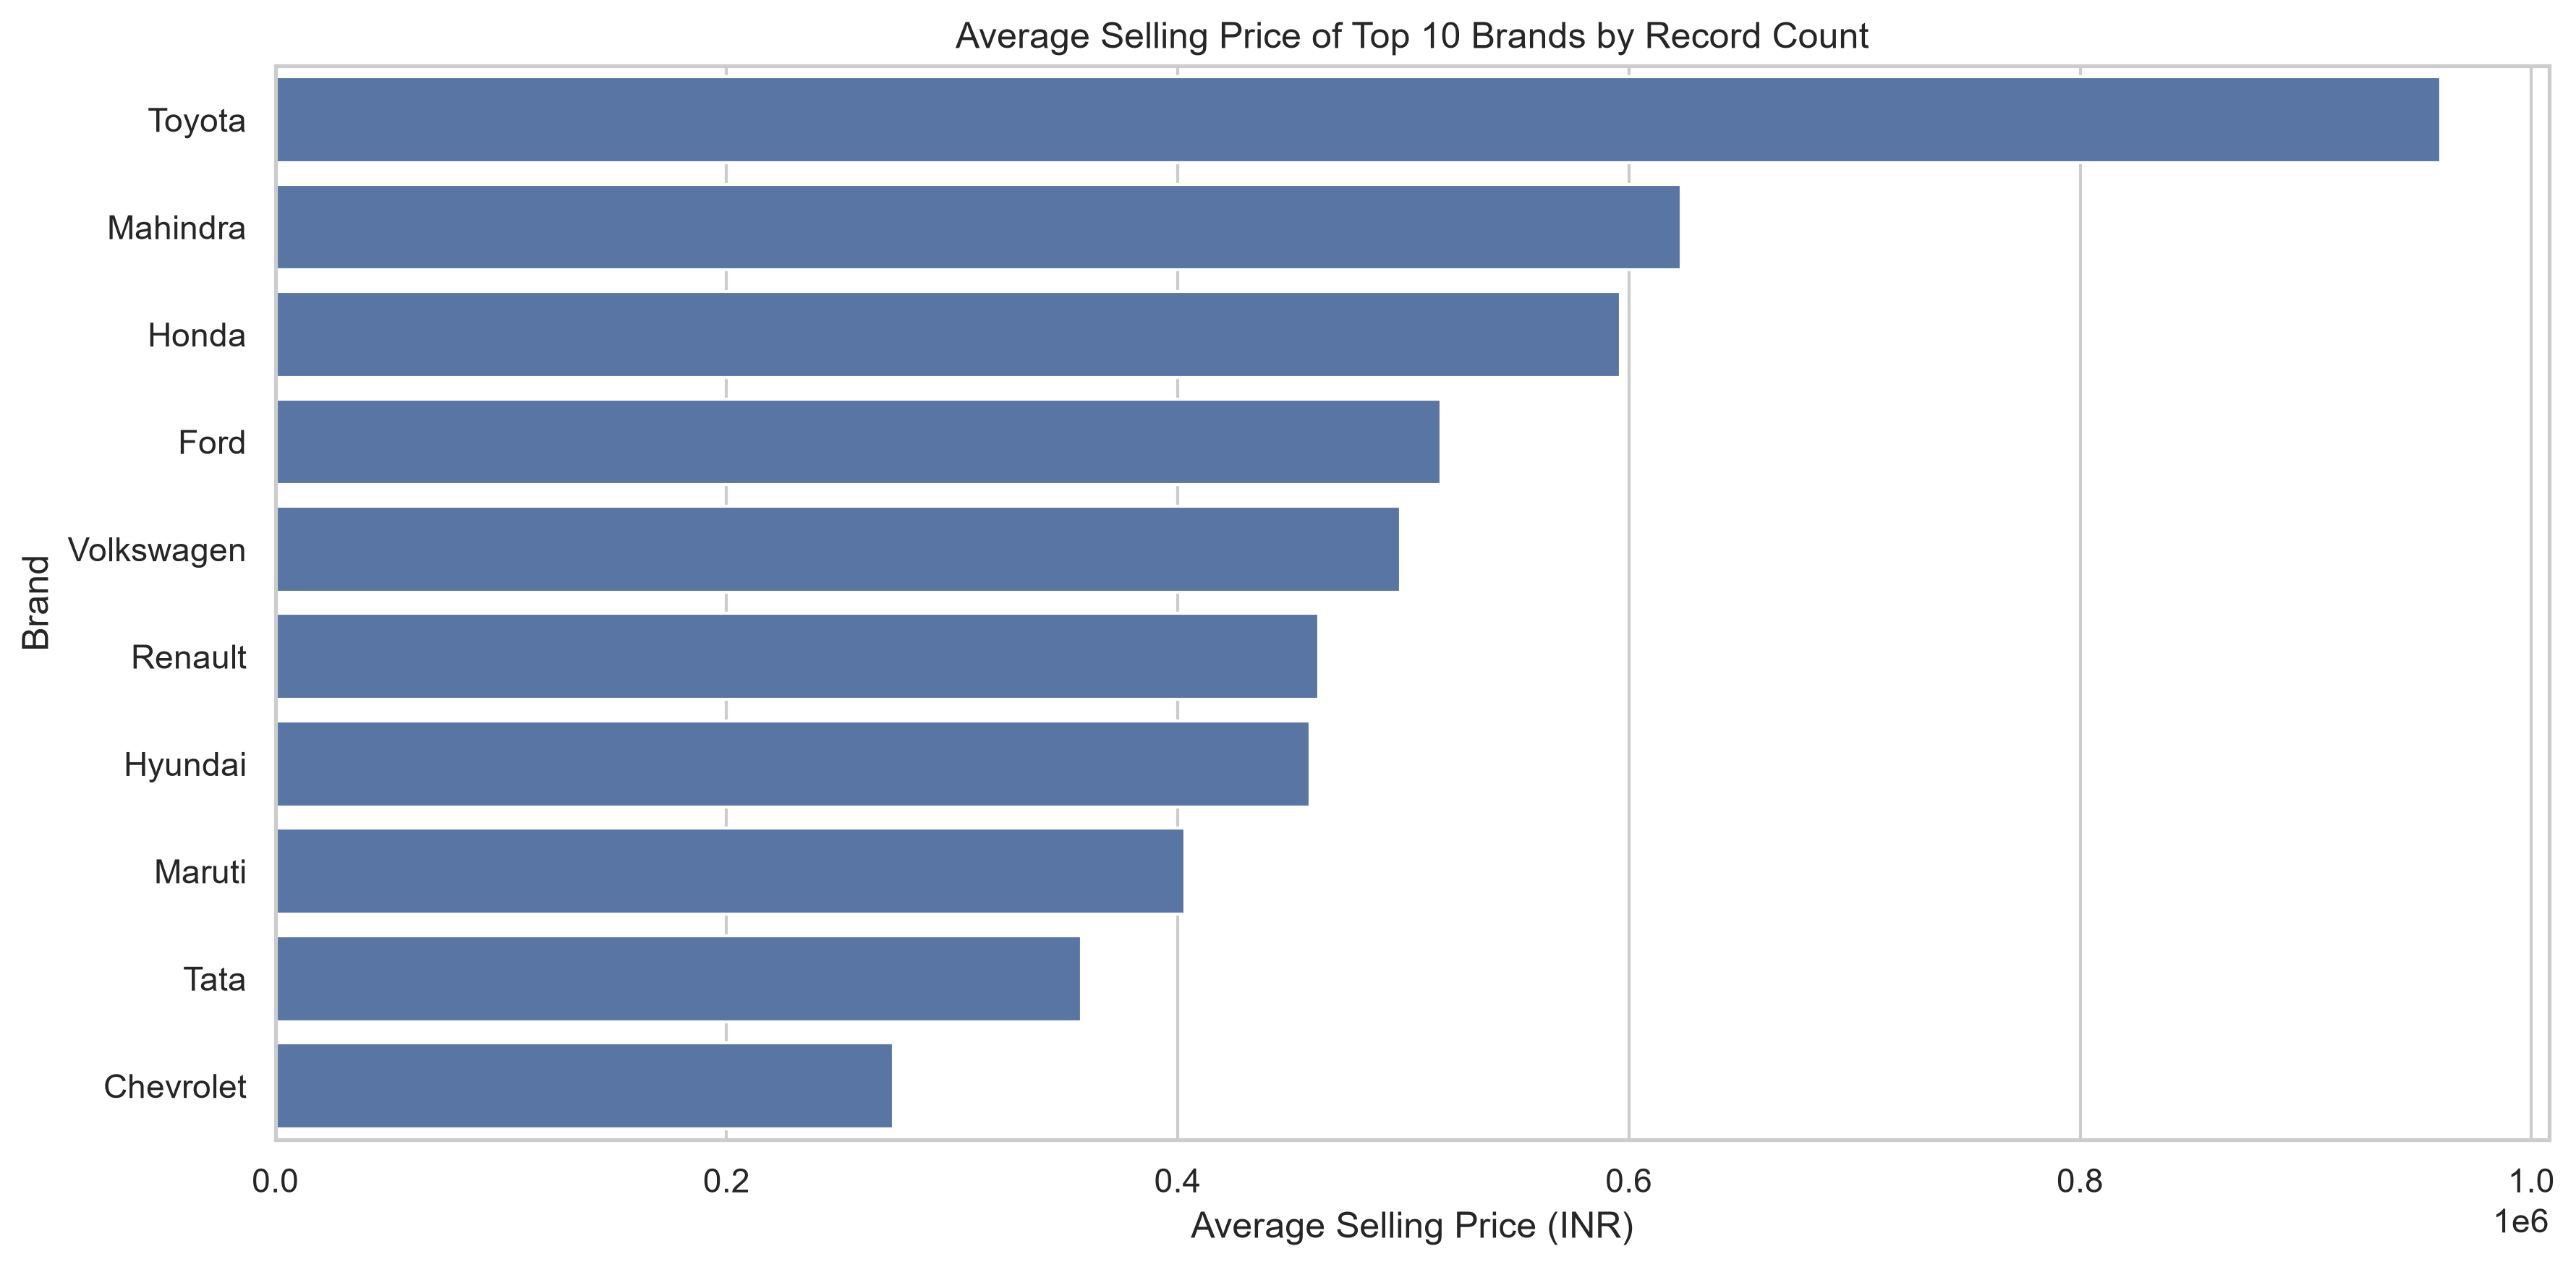 Average Selling Price of Top 10 Brands by Record Count
Toyota
Mahindra
Honda
Ford
Volkswagen
Renault
Hyundai
Maruti
Tata
Chevrolet
Brand
0.0 0.2 0.4 0.6 0.8 1.0
1e6
Average Selling Price (INR)